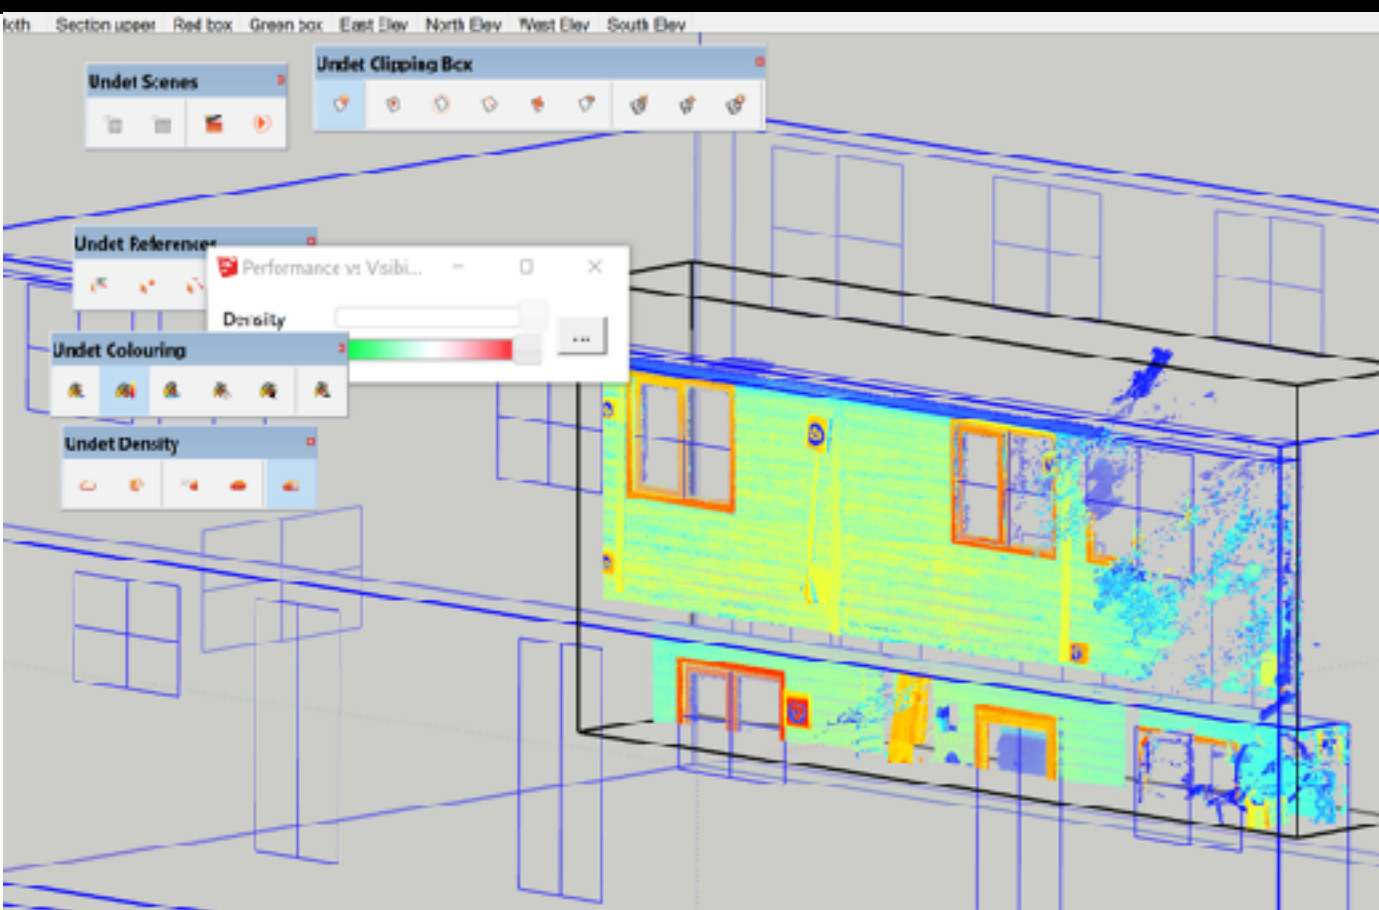 Section upper Red box Green box East Elev North Elev West Elev South Elev
Undet Clipping Box
Undet Scenes
Undet References
Performance vs Visibi...
Density
...
Undet Colouring
Undet Density